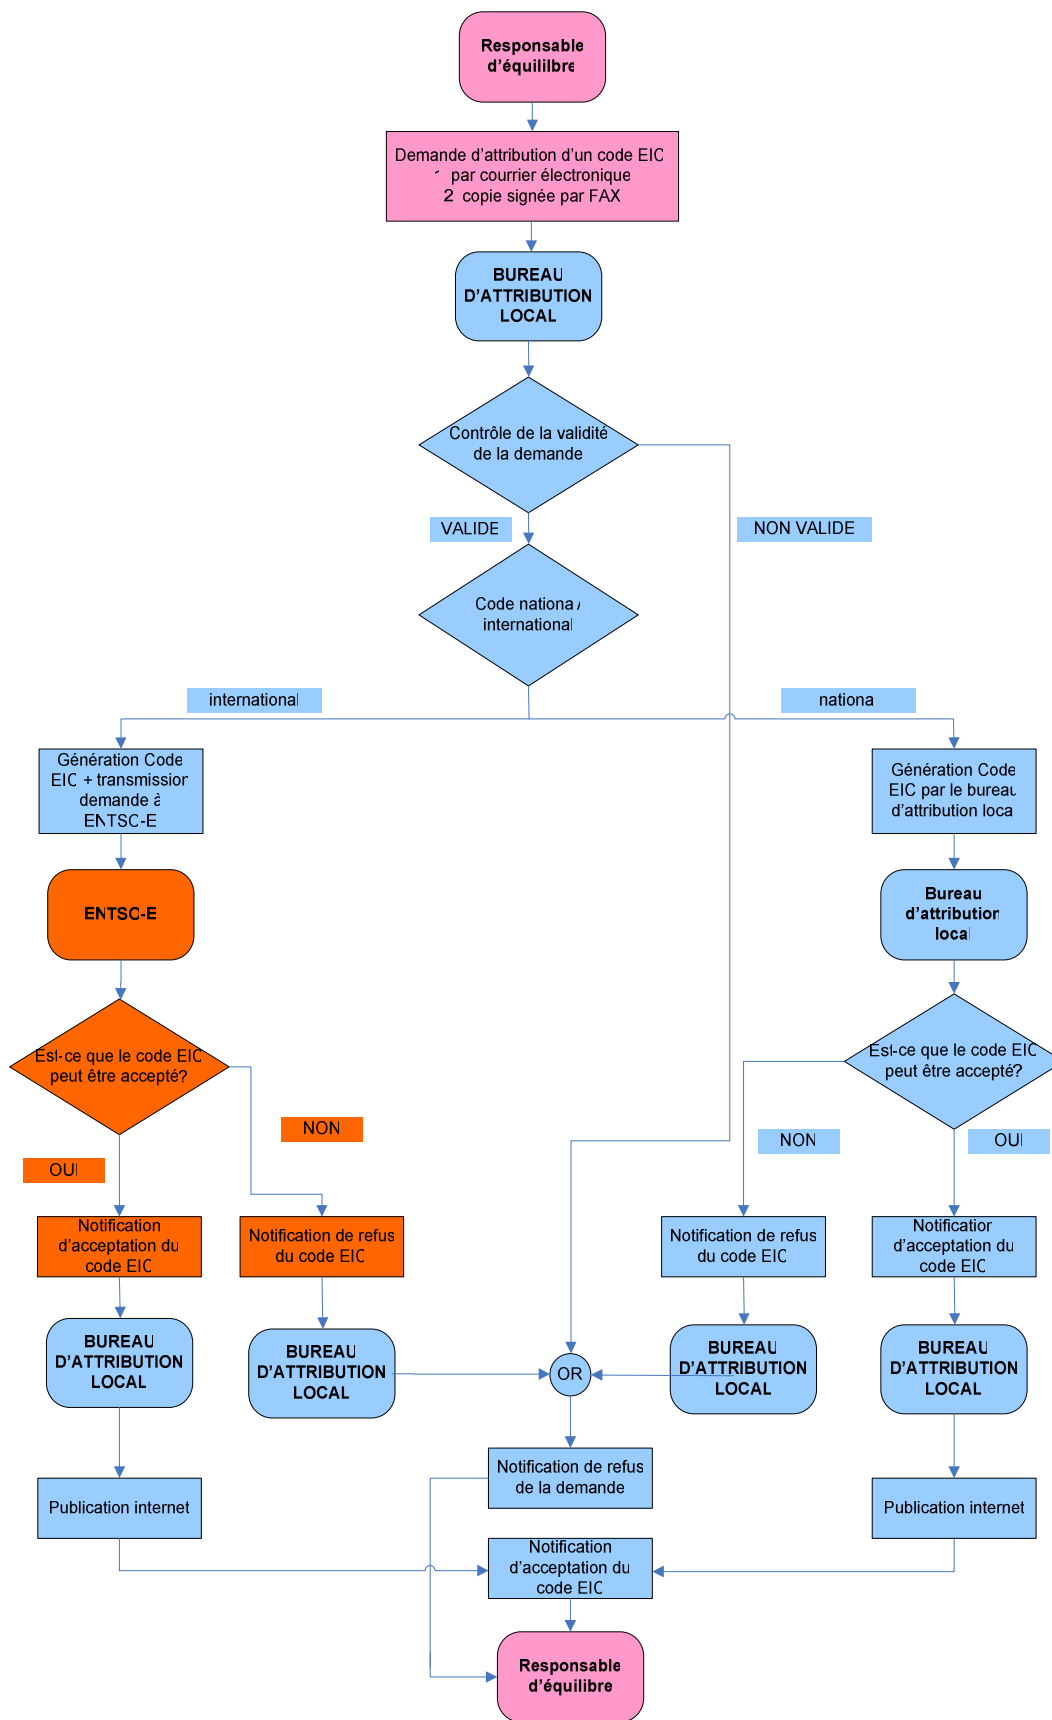 Responsable
d'équililbre
Demande d'attribution d'un code EIC
par courrier électronique
2 copie signée par FAX
BUREAU
D'ATTRIBUTION
LOCAL
Contrôle de la validité
de la demande
VALIDE
NON VALIDE
Code nationa /
international
international
nationa
Génération Code
EIC + transmission
demande à
ENTSO-E
Génération Code
EIC par le bureau
d'attribution local
ENTSO-E
Bureau
d'attribution
local
Est-ce que le code EIC
peut être accepté?
Est-ce que le code EIC
peut être accepté?
NON
OUI
NON
OUI
Notification
d'acceptation du
code EIC
Notification de refus
du code EIC
Notification de refus
du code EIC
Notification
d'acceptation du
code EIC
BUREAU
D'ATTRIBUTION
LOCAL
BUREAU
D'ATTRIBUTION
LOCAL
OR
BUREAU
D'ATTRIBUTION
LOCAL
BUREAU
D'ATTRIBUTION
LOCAL
Notification de refus
de la demande
Publication internet
Publication internet
Notification
d'acceptation du
code EIC
Responsable
d'équilibre